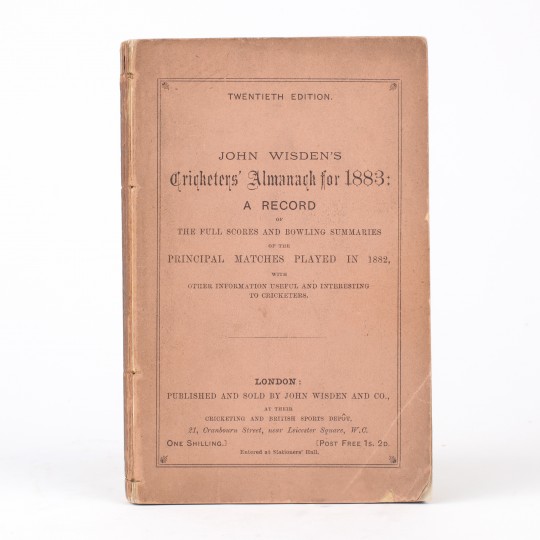 TWENTIETH EDITION.
JOHN WISDEN'S
Cricketers' Almanack for 1883:
A RECORD
OF
THE FULL SCORES AND BOWLING SUMMARIES
OF THE
PRINCIPAL MATCHES PLAYED IN 1882,
WITH
OTHER INFORMATION USEFUL AND INTERESTING
TO CRICKETERS.
LONDON:
PUBLISHED AND SOLD BY JOHN WISDEN AND CO.,
AT THEIR
CRICKETING AND BRITISH SPORTS DEPÔT,
21, Cranbourn Street, near Leicester Square, W.C.
ONE SHILLING.] [POST FREE 1S. 2D.
Entered at Stationers' Hall.